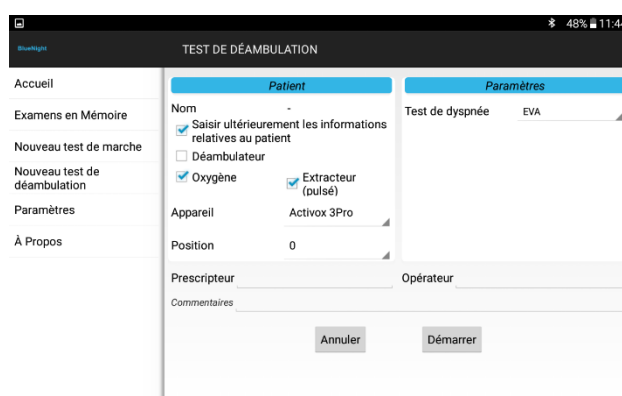 48% 11:44
BlueNight
TEST DE DÉAMBULATION
Accueil
Examens en Mémoire
Nouveau test de marche
Nouveau test de
déambulation
Paramètres
À Propos
Patient
Nom -
Saisir ultérieurement les informations
relatives au patient
Déambulateur
Oxygène
Extracteur
(pulsé)
Appareil Activox 3Pro
Position 0
Paramètres
Test de dyspnée EVA
Prescripteur
Opérateur
Commentaires
Annuler
Démarrer